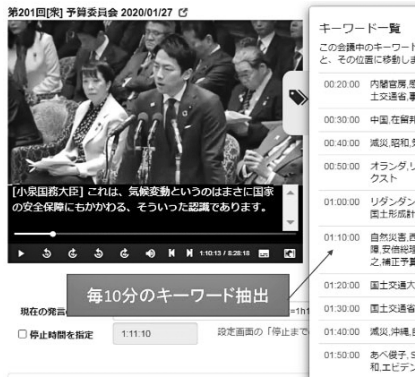 第201回[衆] 予算委員会 2020/01/27
[小泉国務大臣] これは、気候変動というのはまさに国家
の安全保障にもかかわる、そういった認識であります。
1:10:13 / 8:28:18
毎10分のキーワード抽出
現在の発言の
=1h1
停止時間を指定
1:11:10
設定画面の「停止まで
キーワード一覧
この会議中のキーワード
と、その位置に移動しま
00:20:00 内閣官房,
土交通省,
00:30:00 中国,在留邦
00:40:00 減災,昭和,
00:50:00 オランダ,リ
クスト
01:00:00 リダンダン
国土形成計
01:10:00 自然災害,西
障,安倍総理
之,補正予算
01:20:00 国土交通大
01:30:00 国土交通省
01:40:00 減災,沖縄,
01:50:00 あべ俊子,S
和,エビデン